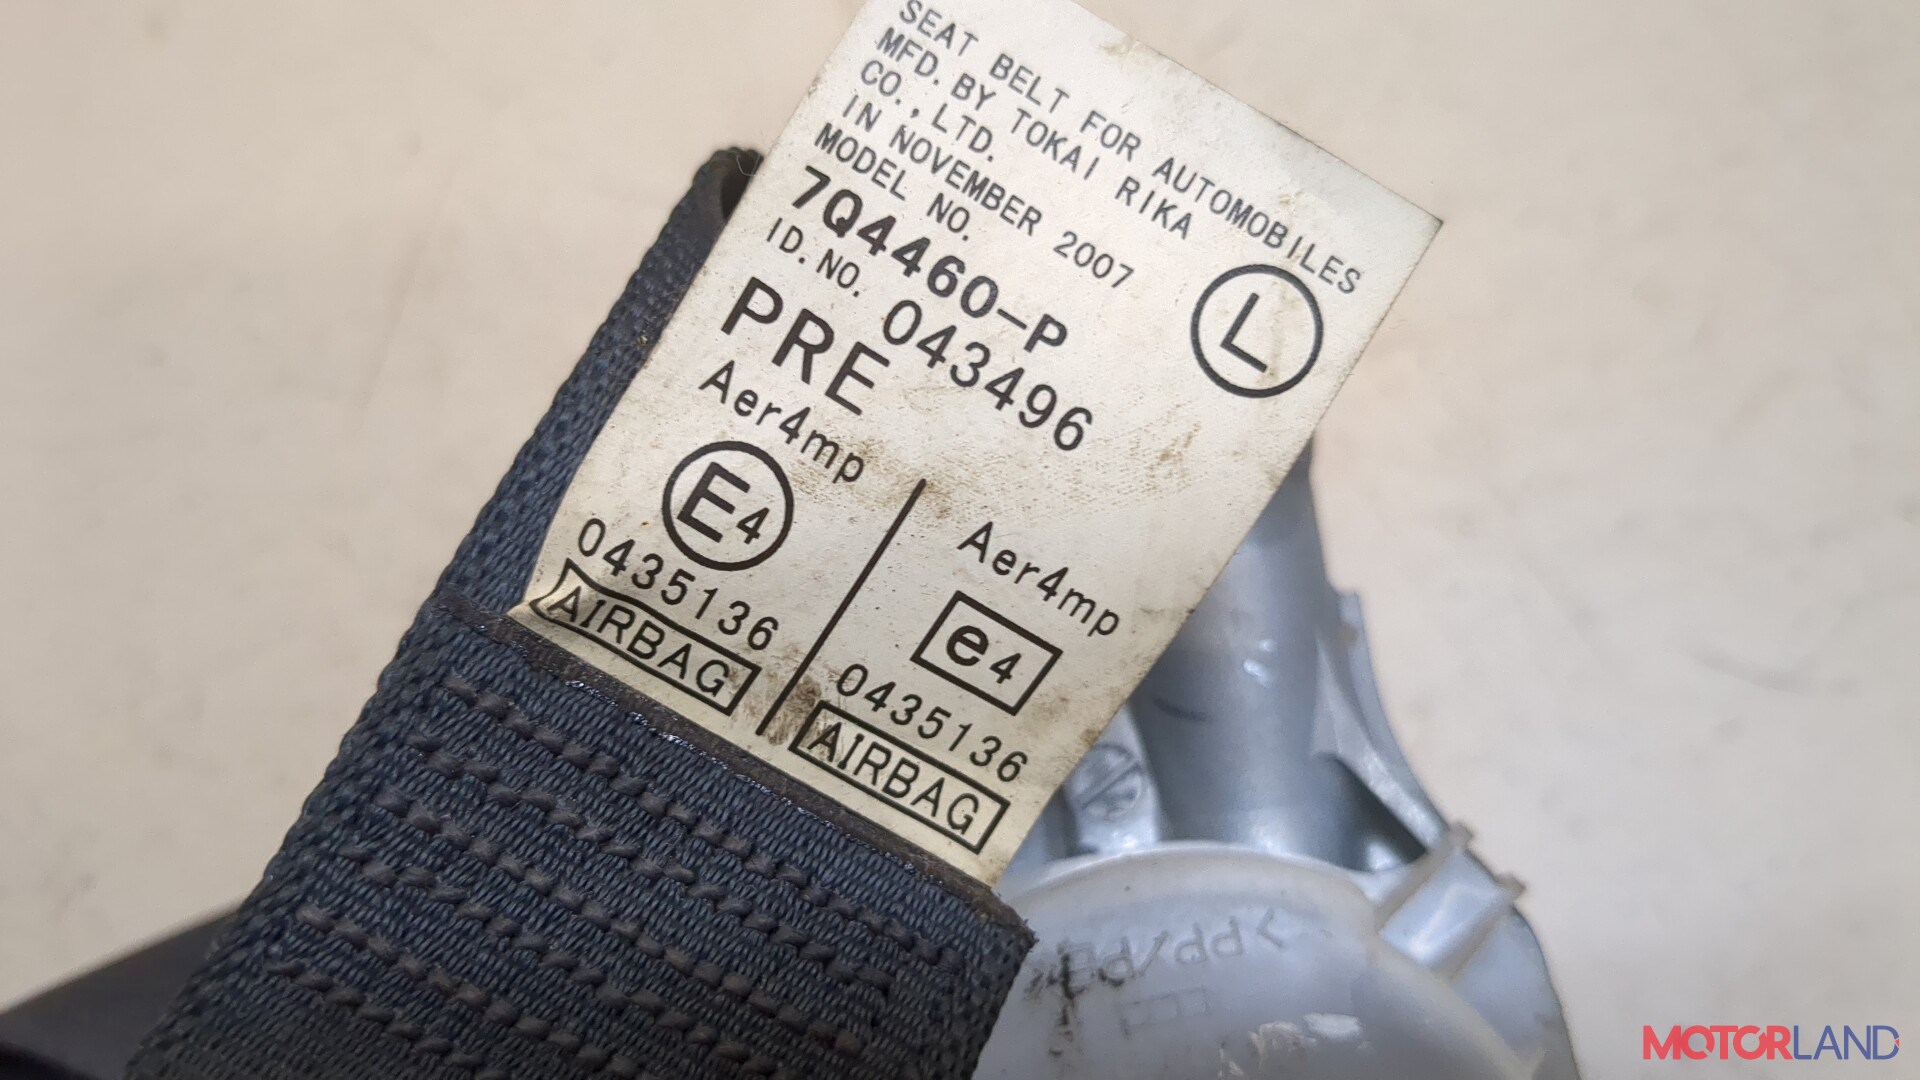 SEAT BELT FOR AUTOMOBILES
MFD. BY TOKAI RIKA
CO., LTD.
IN NOVEMBER 2007
MODEL NO.
7Q4460-P
ID. NO. 043496
L
PRE
Aer4mp
E4
0435136
AIRBAG
Aer4mp
e4
0435136
AIRBAG
MOTORLAND